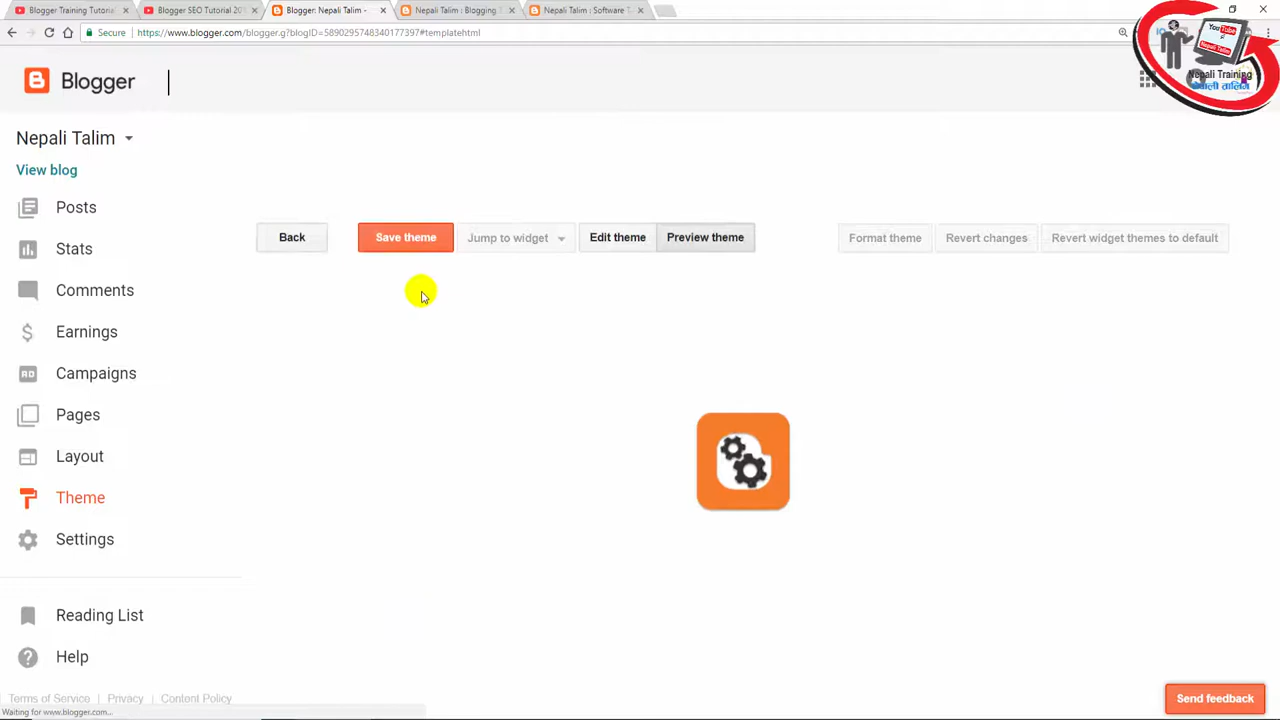 Blogger Training Tutoria
Blogger SEO Tutorial 20
Blogger: Nepali Talim -
Nepali Talim : Blogging
Nepali Talim : Software T
Secure
https://www.blogger.com/blogger.g?blogID=5890295748340177397#templatehtml
YouTube
Nepali Talim
Nepali Training
नेपाली तालिम
Blogger
Nepali Talim
View blog
Posts
Stats
Comments
Earnings
Campaigns
Pages
Layout
Theme
Settings
Reading List
Help
Back
Save theme
Jump to widget
Edit theme
Preview theme
Format theme
Revert changes
Revert widget themes to default
AD
Terms of Service
Privacy
Content Policy
Waiting for www.blogger.com...
Send feedback